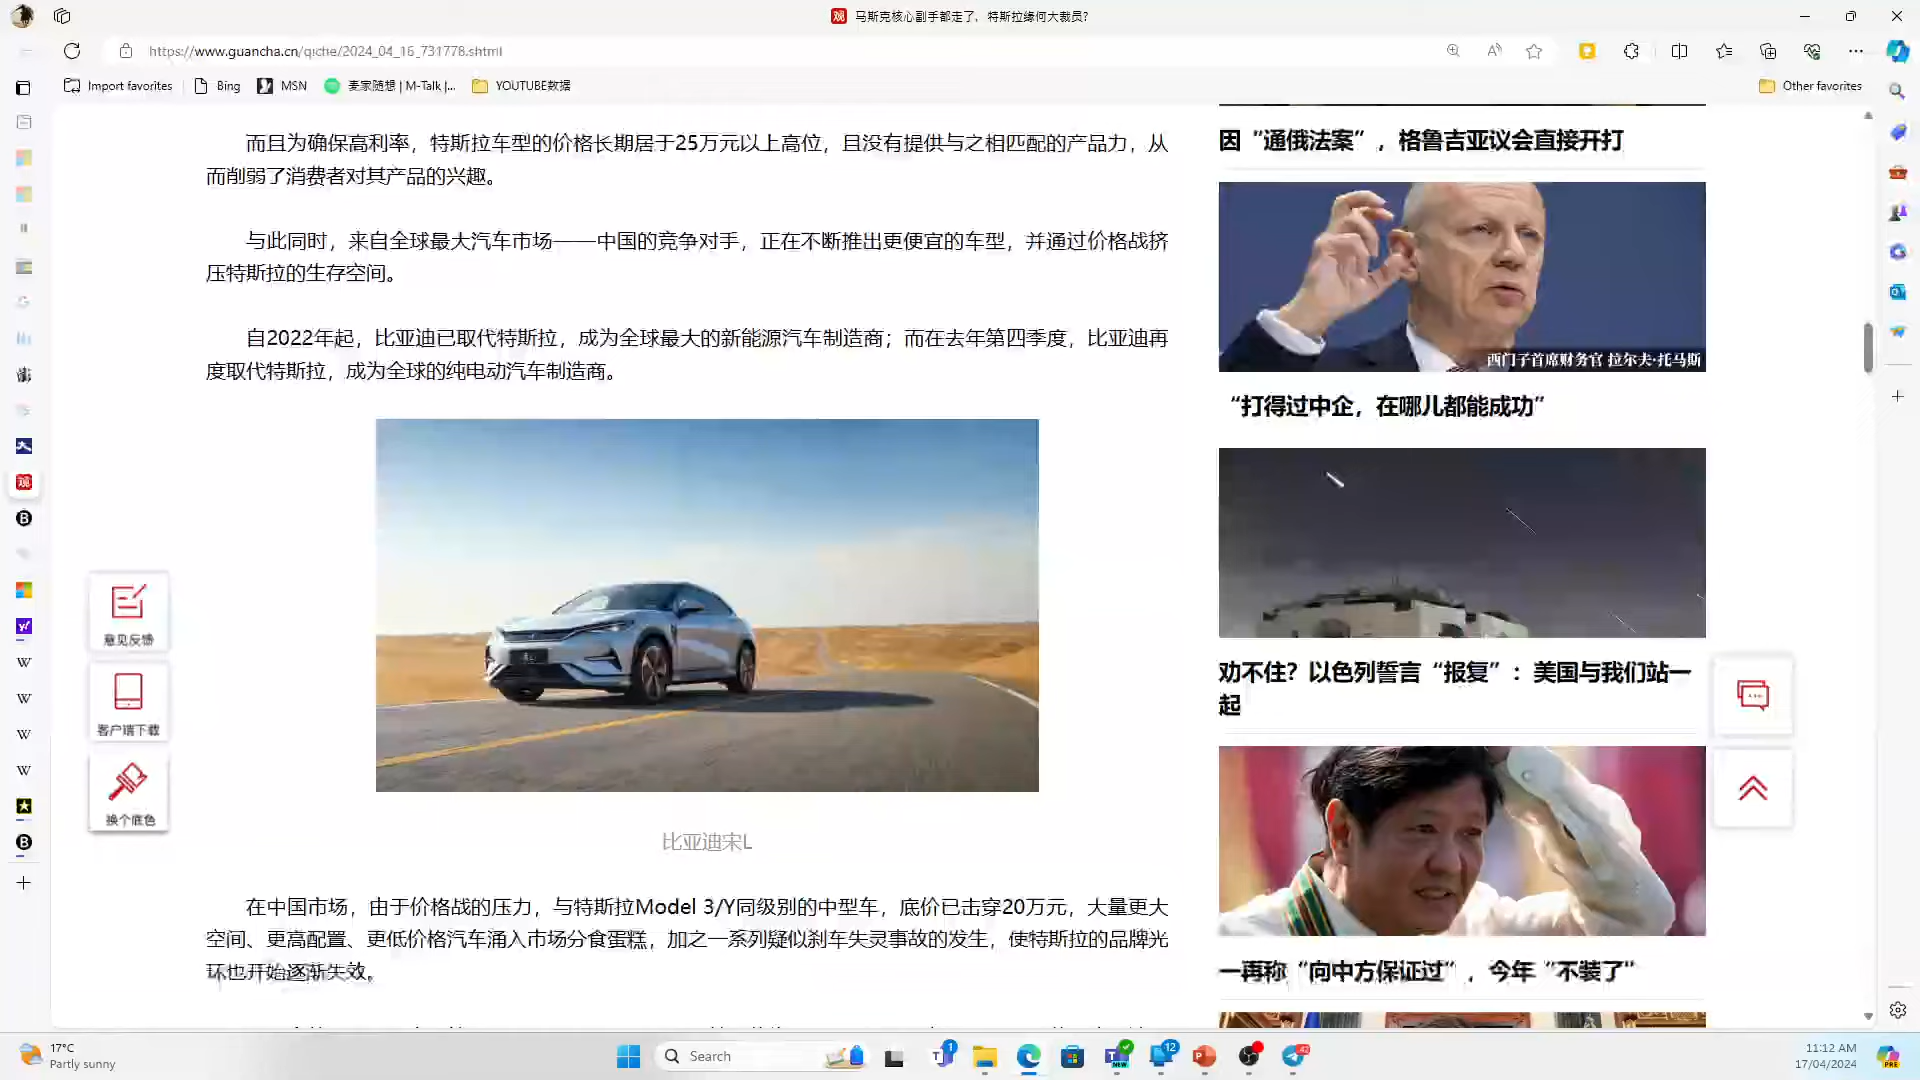 马斯克核心副手都走了，特斯拉缘何大裁员?
https://www.guancha.cn/qiche/2024_04_16_731778.shtml
Import favorites
Bing
MSN
麦家随想 | M-Talk |...
YOUTUBE数据
Other favorites
而且为确保高利率，特斯拉车型的价格长期居于25万元以上高位，且没有提供与之相匹配的产品力，从
而削弱了消费者对其产品的兴趣。
与此同时，来自全球最大汽车市场——中国的竞争对手，正在不断推出更便宜的车型，并通过价格战挤
压特斯拉的生存空间。
自2022年起，比亚迪已取代特斯拉，成为全球最大的新能源汽车制造商；而在去年第四季度，比亚迪再
度取代特斯拉，成为全球的纯电动汽车制造商。
比亚迪宋L
在中国市场，由于价格战的压力，与特斯拉Model 3/Y同级别的中型车，底价已击穿20万元，大量更大
空间、更高配置、更低价格汽车涌入市场分食蛋糕，加之一系列疑似刹车失灵事故的发生，使特斯拉的品牌光
环也开始逐渐失效。
意见反馈
客户端下载
换个底色
因“通俄法案”，格鲁吉亚议会直接开打
西门子首席财务官 拉尔夫·托马斯
“打得过中企，在哪儿都能成功”
劝不住？以色列誓言“报复”：美国与我们站一
起
一再称“向中方保证过”，今年“不装了”
17°C
Partly sunny
Search
1
NEW
12
11:12 AM
17/04/2024
PRE